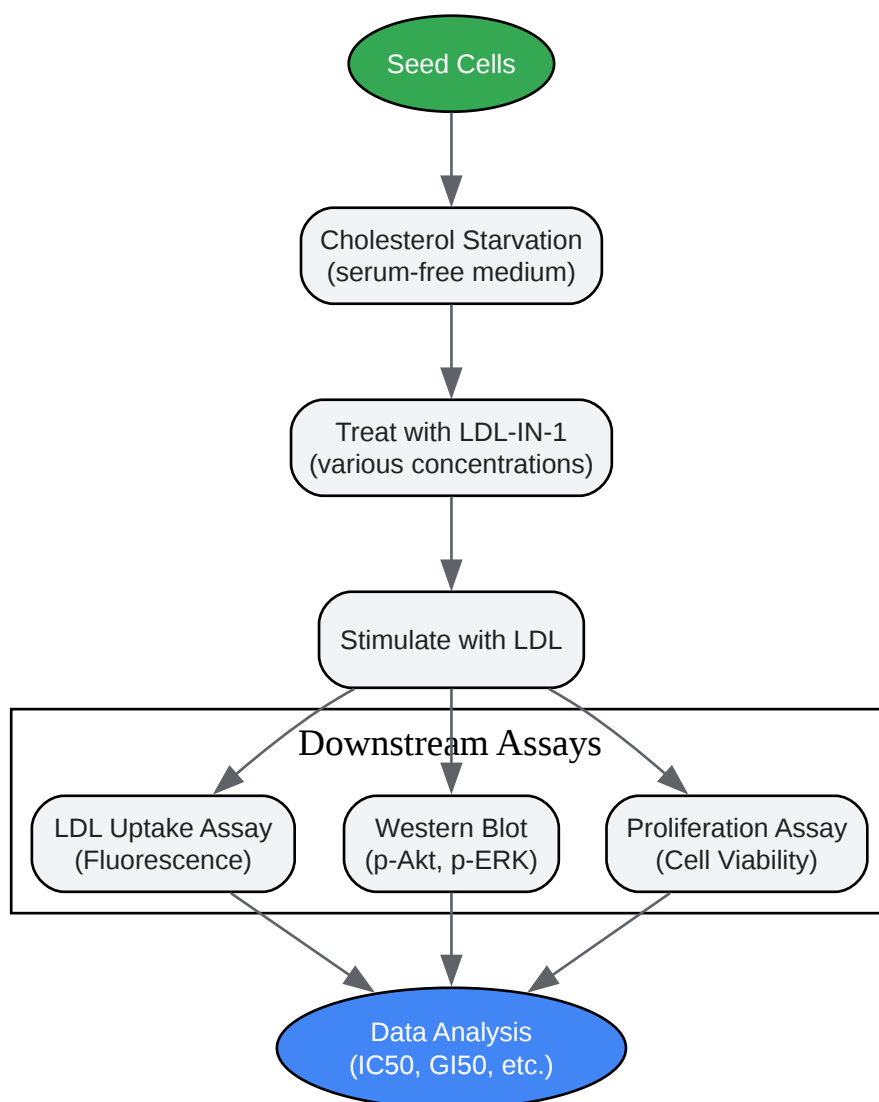 Seed Cells
Cholesterol Starvation
(serum-free medium)
Treat with LDL-IN-1
(various concentrations)
Stimulate with LDL
Downstream Assays
LDL Uptake Assay
(Fluorescence)
Western Blot
(p-Akt, p-ERK)
Proliferation Assay
(Cell Viability)
Data Analysis
(IC50, GI50, etc.)